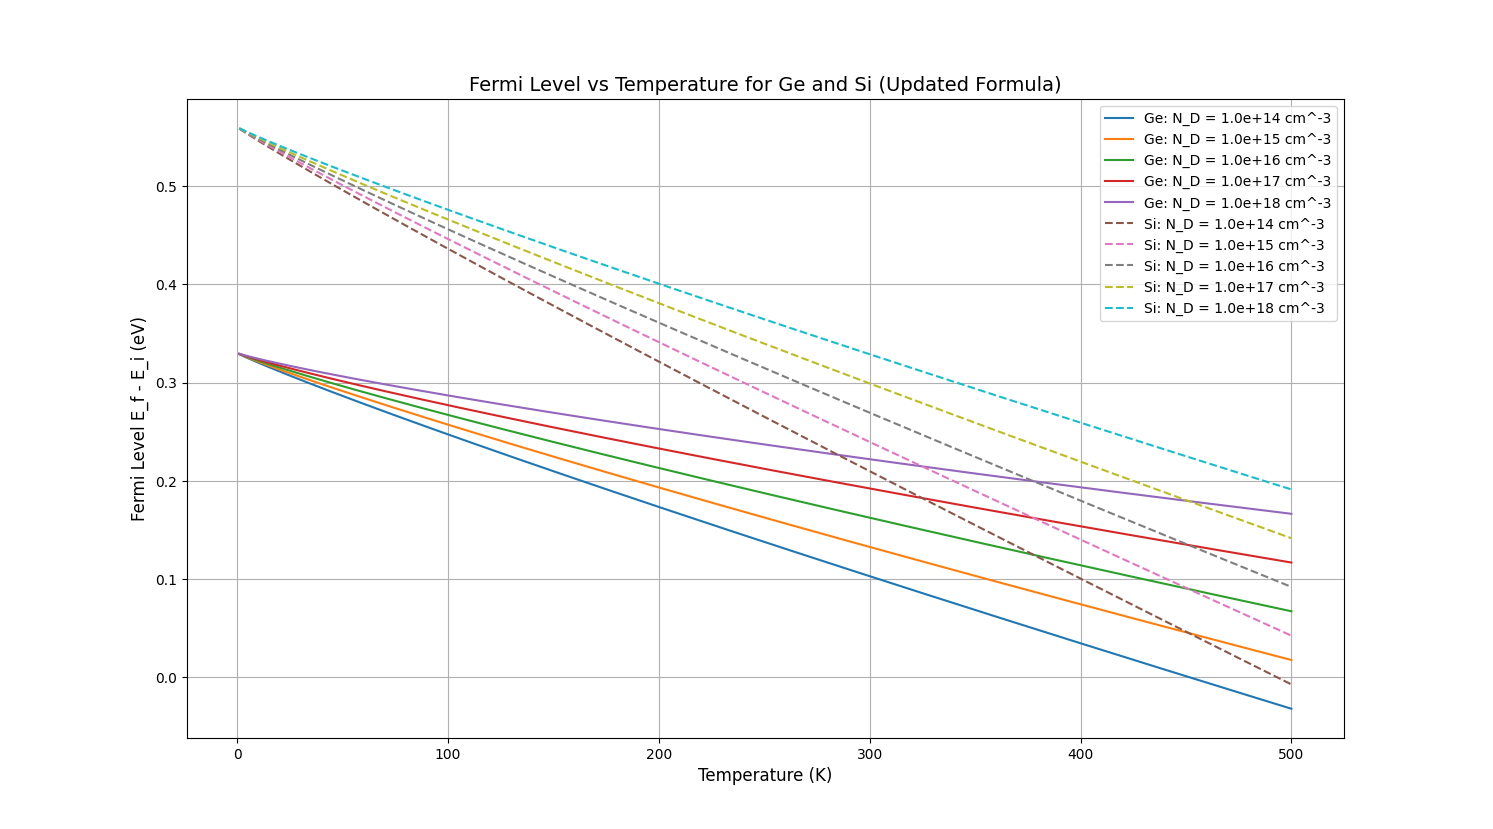 Fermi Level vs Temperature for Ge and Si (Updated Formula)
Ge: N_D = 1.0e+14 cm^-3
Ge: N_D = 1.0e+15 cm^-3
Ge: N_D = 1.0e+16 cm^-3
Ge: N_D = 1.0e+17 cm^-3
Ge: N_D = 1.0e+18 cm^-3
Si: N_D = 1.0e+14 cm^-3
Si: N_D = 1.0e+15 cm^-3
Si: N_D = 1.0e+16 cm^-3
Si: N_D = 1.0e+17 cm^-3
Si: N_D = 1.0e+18 cm^-3
Fermi Level E_f - E_i (eV)
0.5
0.4
0.3
0.2
0.1
0.0
0 100 200 300 400 500
Temperature (K)